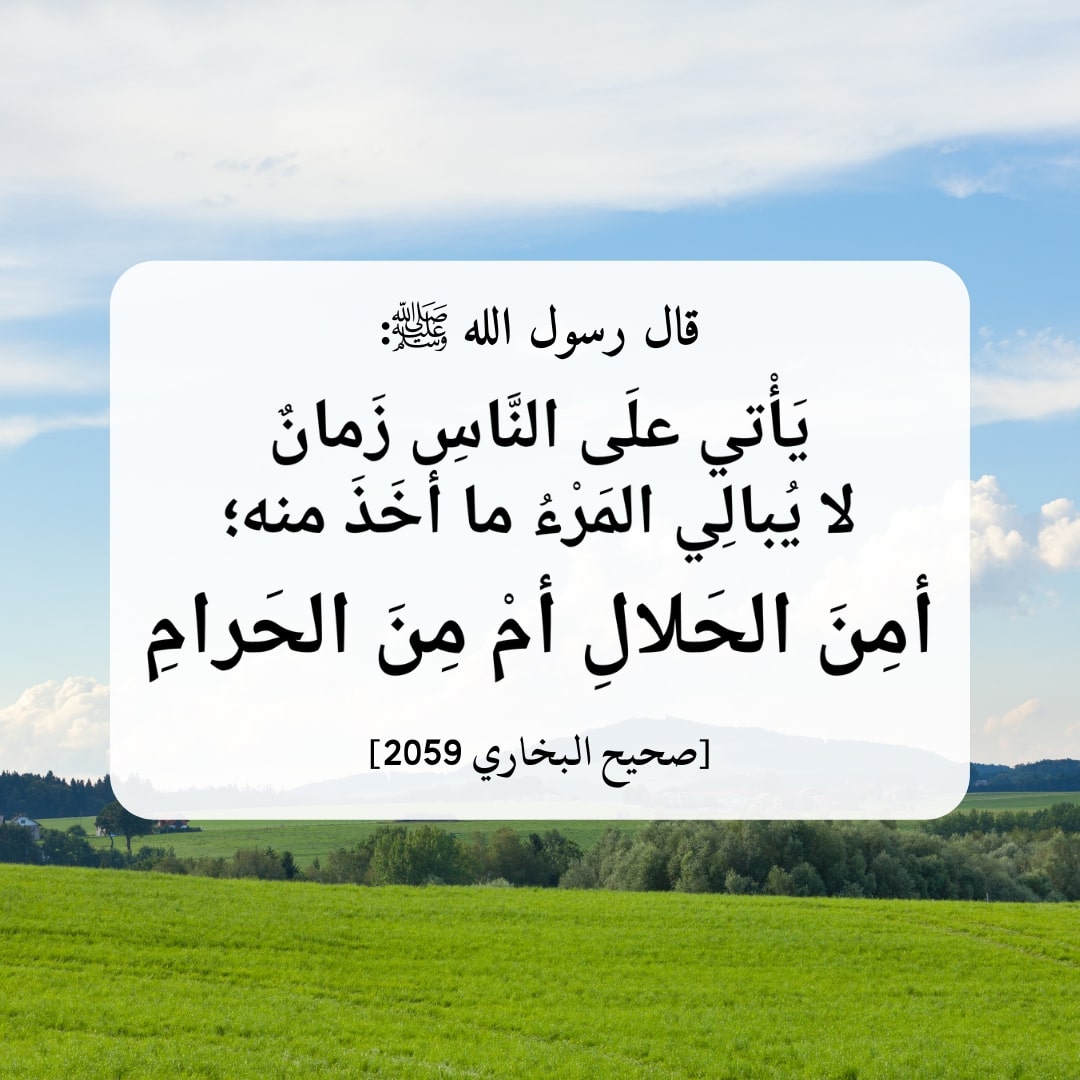 قال رسول الله ﷺ:
يَأْتي علَى النَّاسِ زَمانٌ
لا يُبالِي المَرْءُ ما أخَذَ منه؛
أمِنَ الحَلالِ أمْ مِنَ الحَرامِ
[صحيح البخاري 2059]